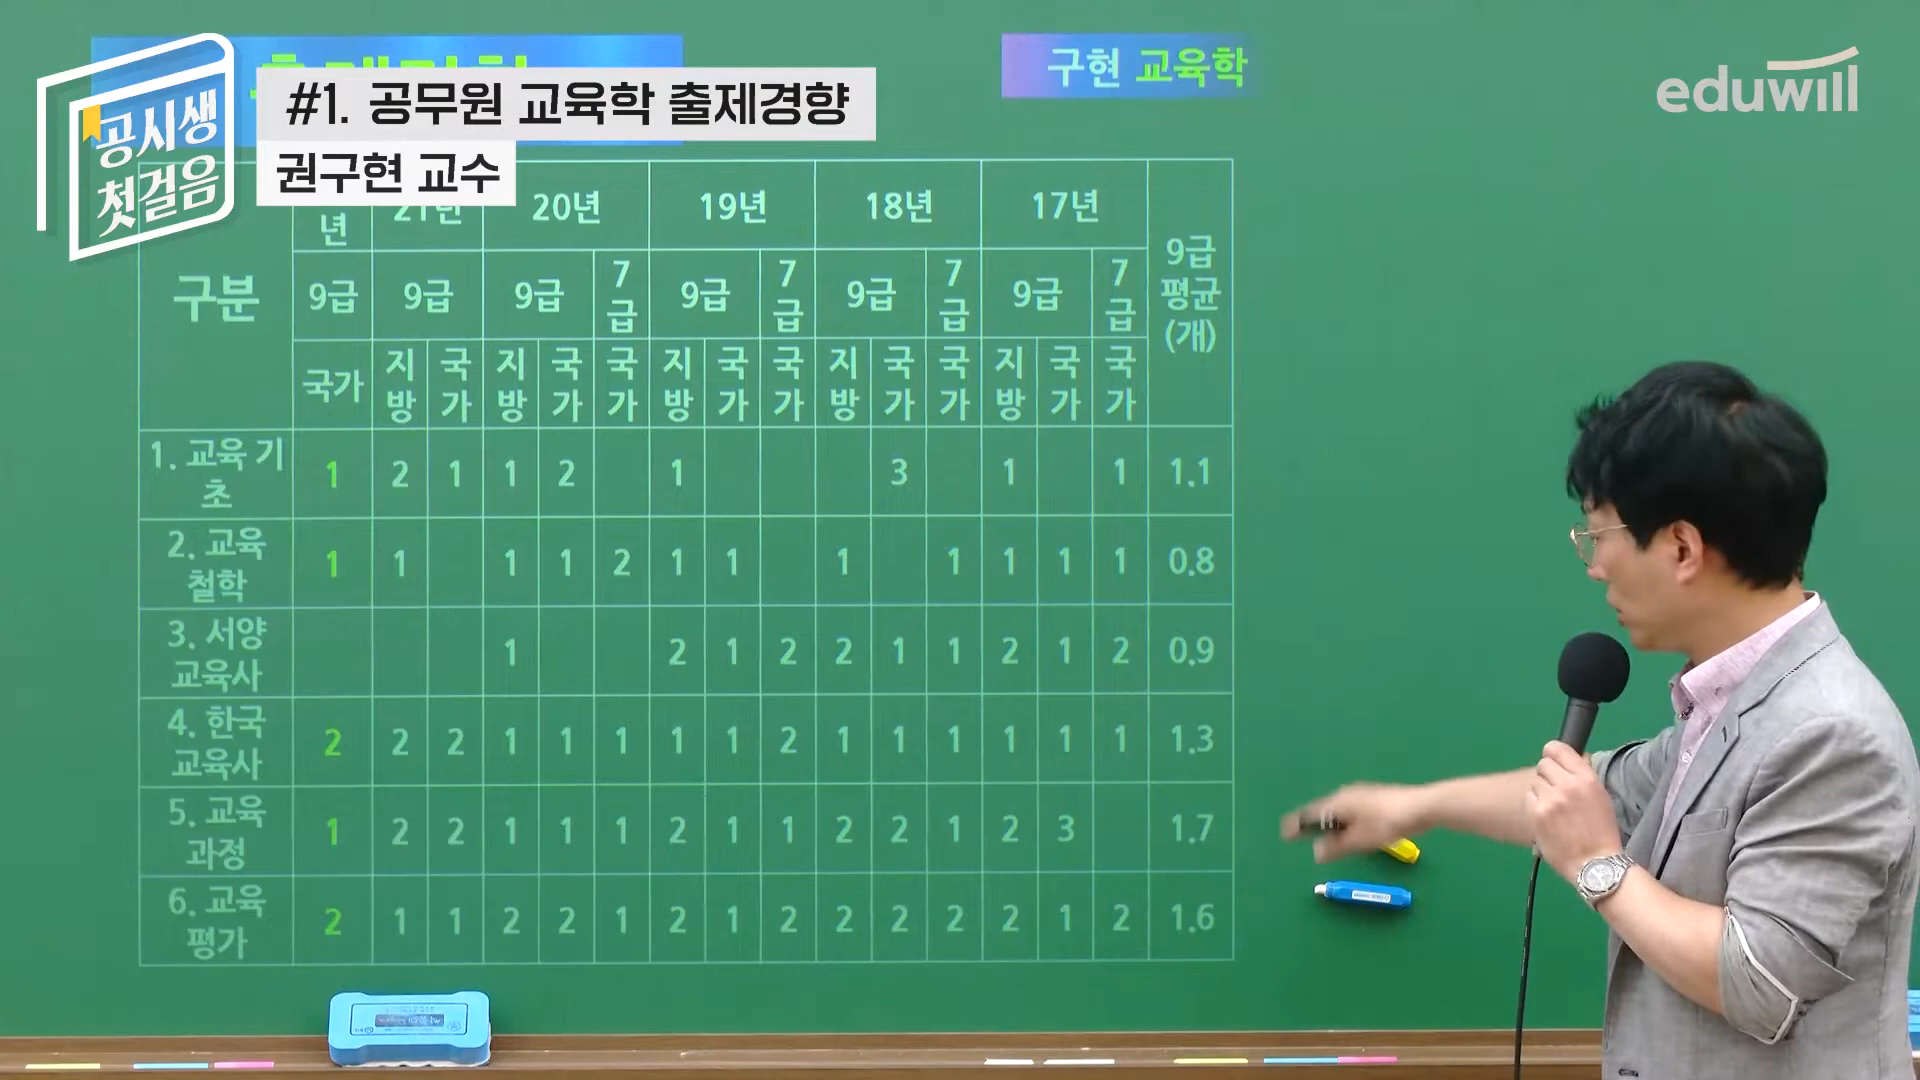 공시생
첫걸음
#1. 공무원 교육학 출제경향
권구현 교수
구현 교육학
eduwill
구분 년 21년 20년 19년 18년 17년 9급 평균 (개)
9급 9급 9급 7급 9급 7급 9급 7급 9급 7급
국가 지방 국가 지방 국가 국가 지방 국가 국가 지방 국가 국가 지방 국가 국가
1. 교육 기초 1 2 1 1 2 1 3 1 1 1.1
2. 교육 철학 1 1 1 1 2 1 1 1 1 1 1 1 0.8
3. 서양 교육사 1 2 1 2 2 1 1 2 1 2 0.9
4. 한국 교육사 2 2 2 1 1 1 1 1 2 1 1 1 1 1 1 1.3
5. 교육 과정 1 2 2 1 1 1 2 1 1 2 2 1 2 3 1.7
6. 교육 평가 2 1 1 2 2 1 2 1 2 2 2 2 2 1 2 1.6